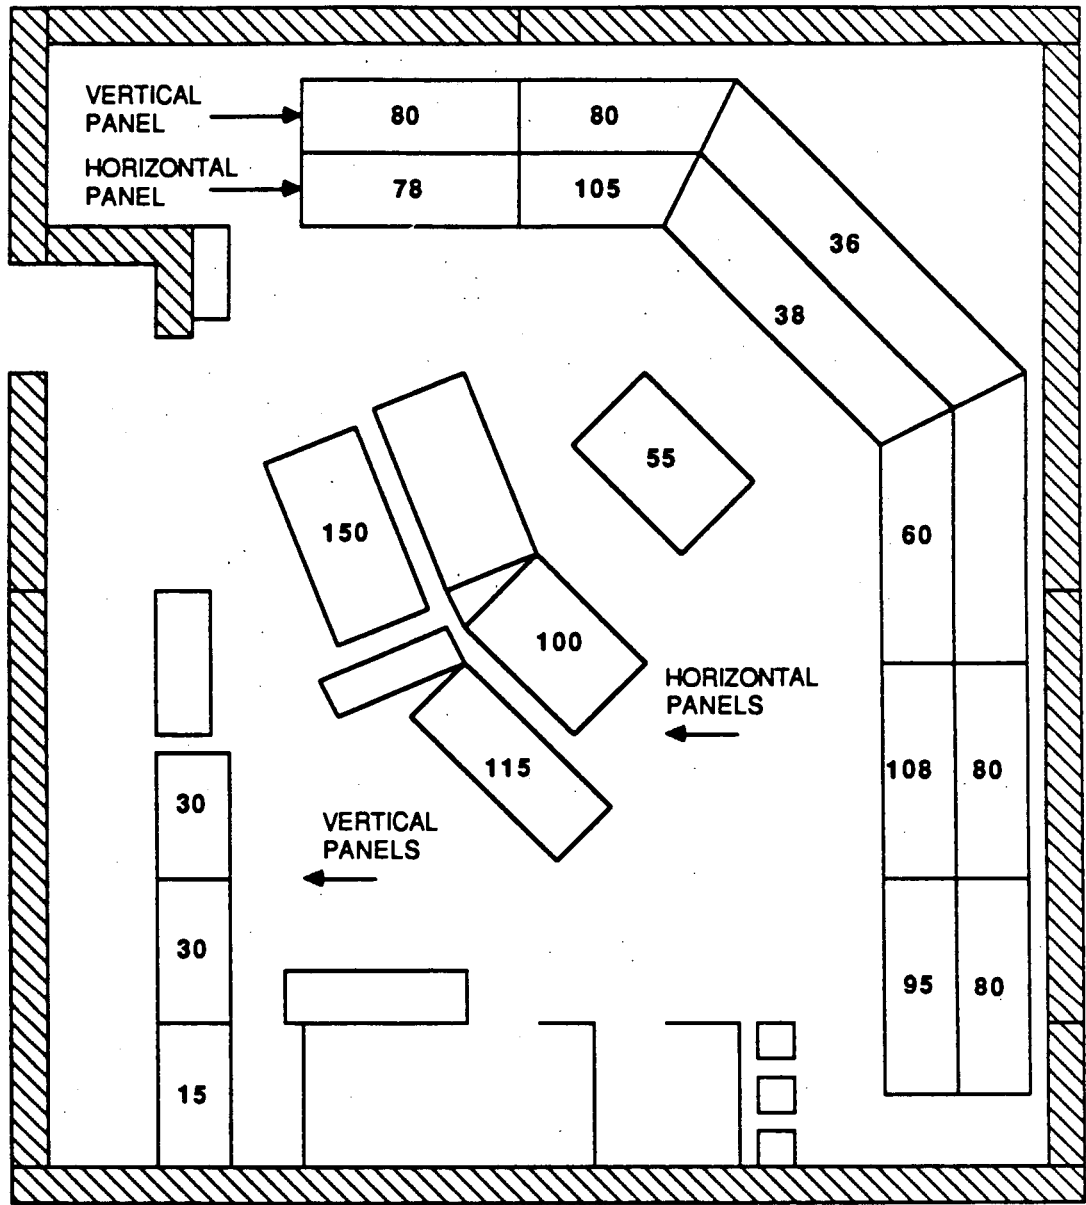 VERTICAL
PANEL
80 80
HORIZONTAL
PANEL
78 105
36
38
55
150
60
100
HORIZONTAL
PANELS
115
108 80
30
VERTICAL
PANELS
30
95 80
15